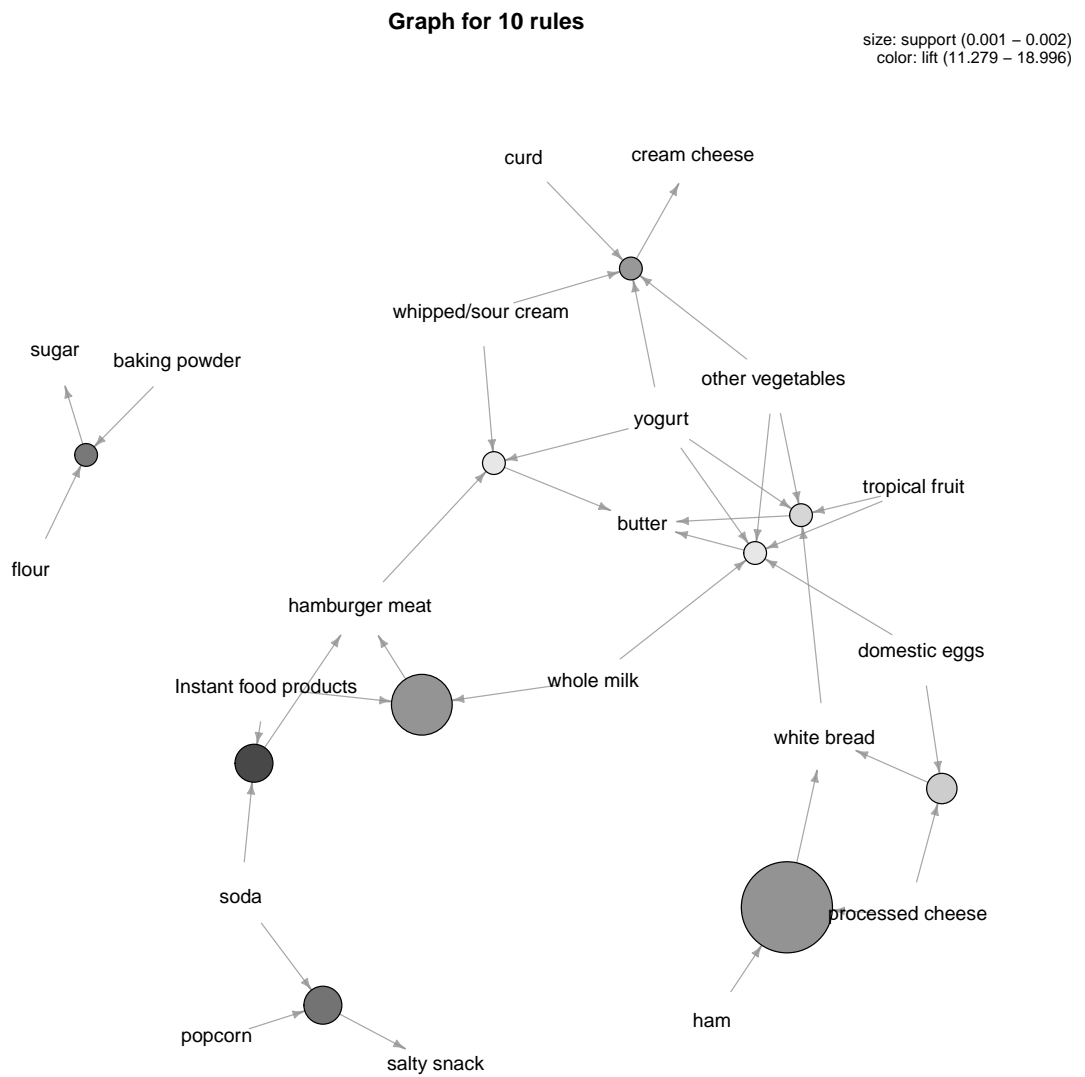 Graph for 10 rules
size: support (0.001 − 0.002)
color: lift (11.279 − 18.996)
curd
cream cheese
whipped/sour cream
sugar
baking powder
other vegetables
yogurt
tropical fruit
butter
flour
hamburger meat
domestic eggs
Instant food products
whole milk
white bread
soda
processed cheese
ham
popcorn
salty snack